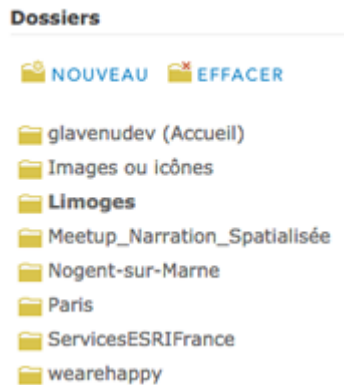 Dossiers
NOUVEAU EFFACER
glavenudev (Accueil)
Images ou icônes
Limoges
Meetup_Narration_Spatialisée
Nogent-sur-Marne
Paris
ServicesESRIFrance
wearehappy